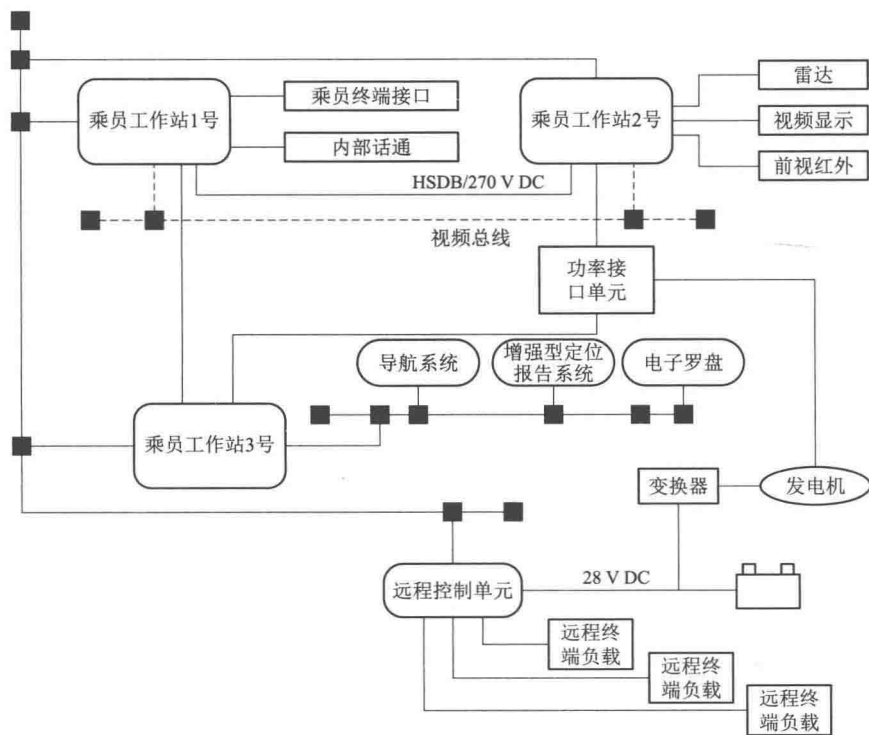 乘员工作站1号
乘员终端接口
内部话通
乘员工作站2号
雷达
视频显示
前视红外
HSDB/270 V DC
视频总线
功率接
口单元
导航系统
增强型定位
报告系统
电子罗盘
乘员工作站3号
变换器
发电机
远程控制单元
28 V DC
远程终
端负载
远程终
端负载
远程终
端负载